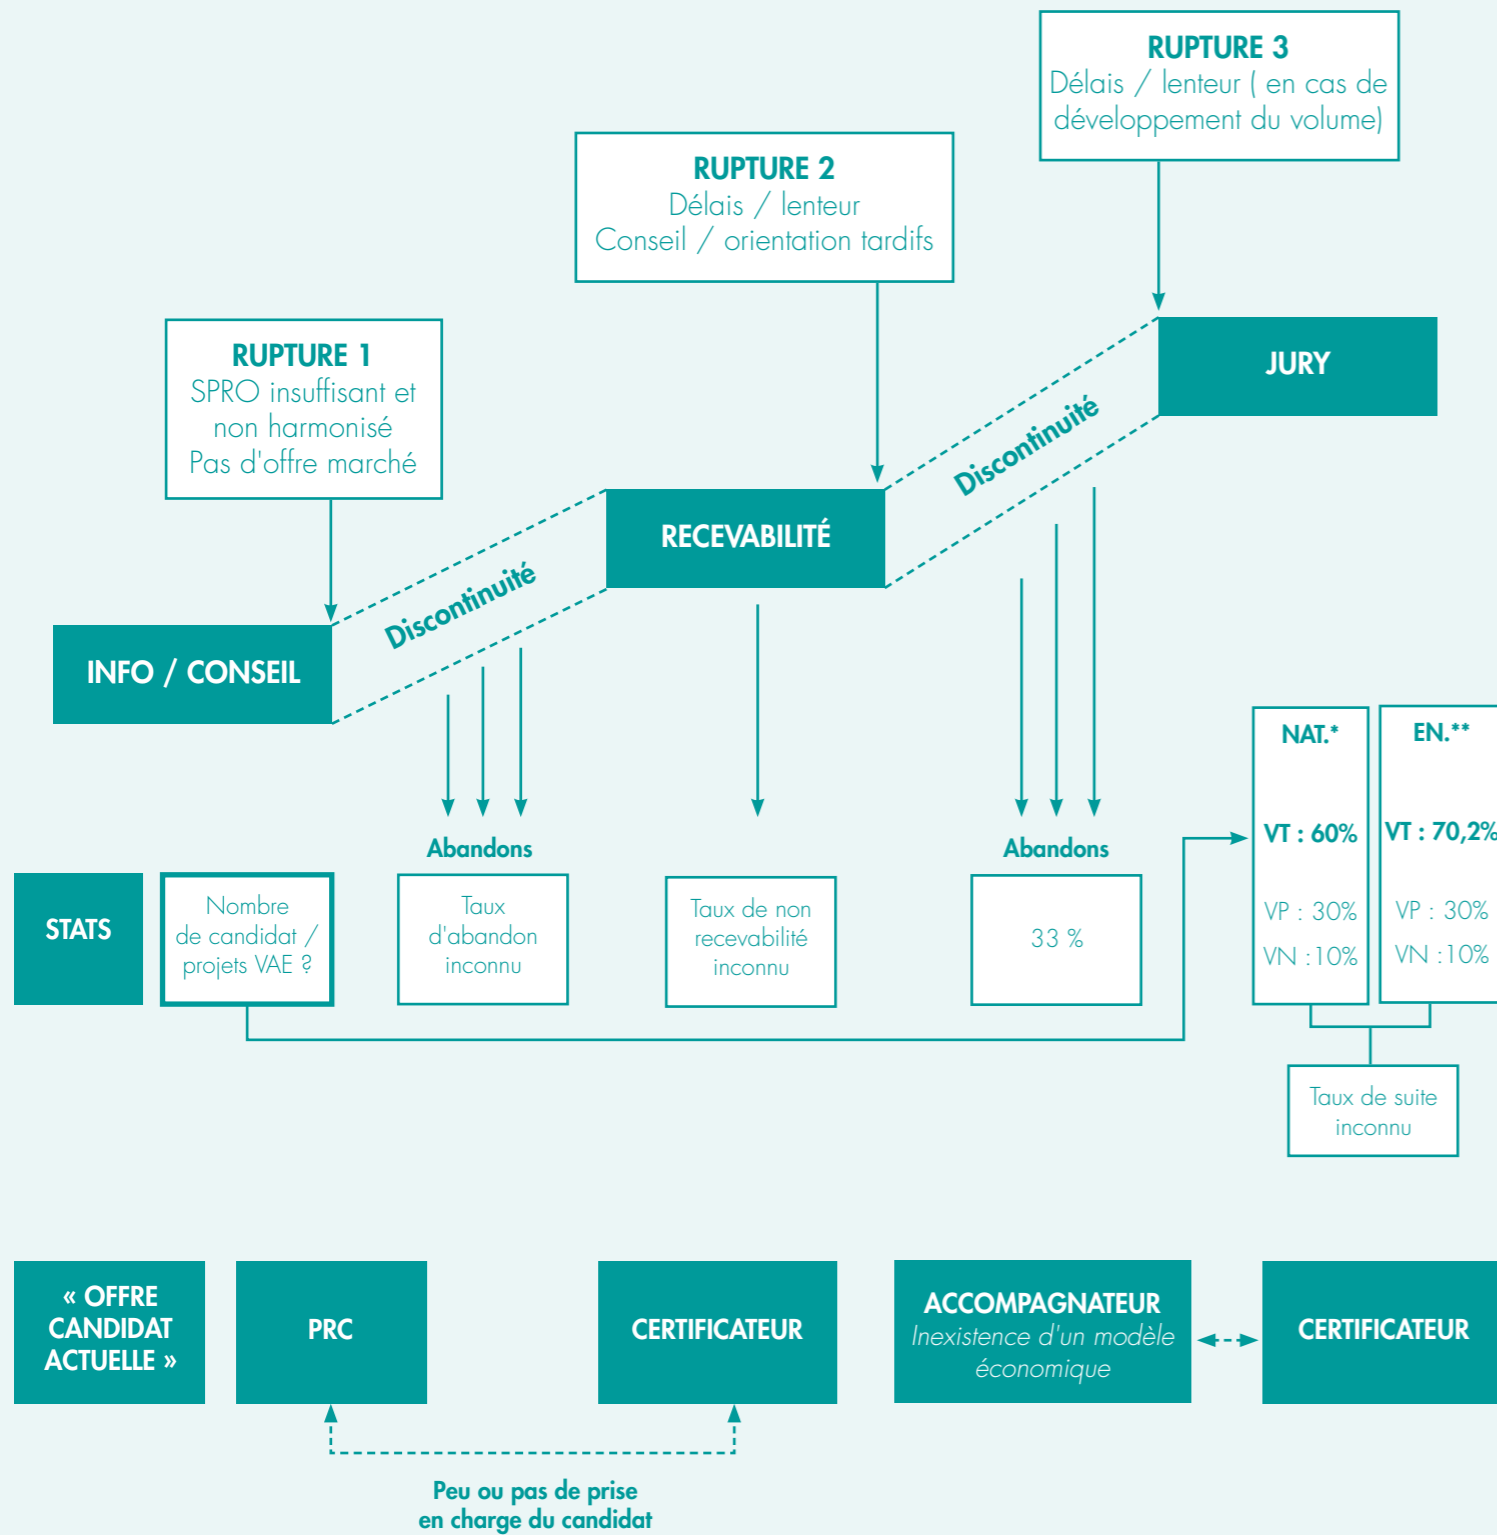 RUPTURE 3
Délais / lenteur ( en cas de
développement du volume)
RUPTURE 2
Délais / lenteur
Conseil / orientation tardifs
RUPTURE 1
SPRO insuffisant et
non harmonisé
Pas d'offre marché
JURY
Discontinuité
RECEVABILITÉ
Discontinuité
INFO / CONSEIL
Abandons
Abandons
STATS
Nombre
de candidat /
projets VAE ?
Taux
d'abandon
inconnu
Taux de non
recevabilité
inconnu
33 %
NAT.*
VT : 60%
VP : 30%
VN :10%
EN.**
VT : 70,2%
VP : 30%
VN :10%
Taux de suite
inconnu
« OFFRE
CANDIDAT
ACTUELLE »
PRC
CERTIFICATEUR
ACCOMPAGNATEUR
Inexistence d'un modèle
économique
CERTIFICATEUR
Peu ou pas de prise
en charge du candidat